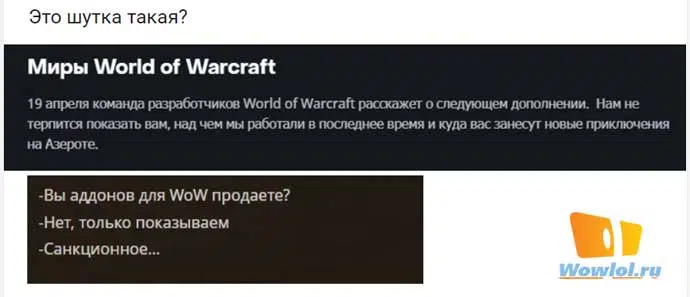 Это шутка такая?
Миры World of Warcraft
19 апреля команда разработчиков World of Warcraft расскажет о следующем дополнении. Нам не
терпится показать вам, над чем мы работали в последнее время и куда вас занесут новые приключения
на Азероте.
-Вы аддонов для WoW продаете?
-Нет, только показываем
-Санкционное...
Wowlol.ru